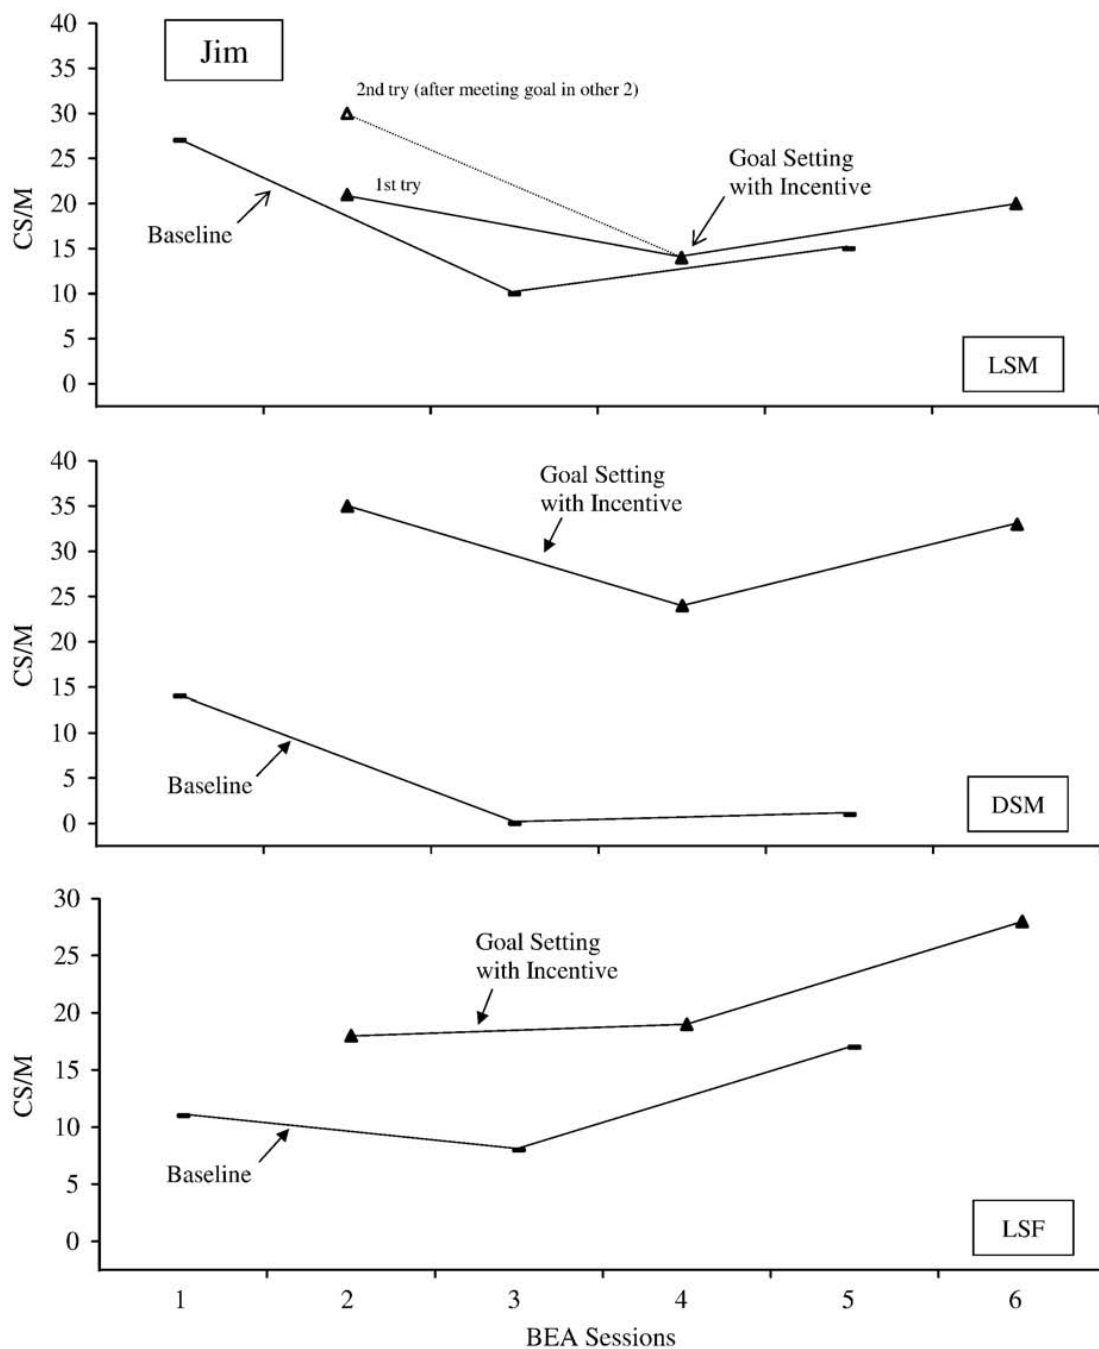 40
Jim
35
2nd try (after meeting goal in other 2)
30
Goal Setting
with Incentive
25
1st try
20
Baseline
CS/M
15
10
5
LSM
0
40
Goal Setting
with Incentive
35
30
25
CS/M
20
15
10
Baseline
5
DSM
0
30
Goal Setting
with Incentive
25
20
CS/M
15
10
Baseline
5
LSF
0
1 2 3 4 5 6
BEA Sessions